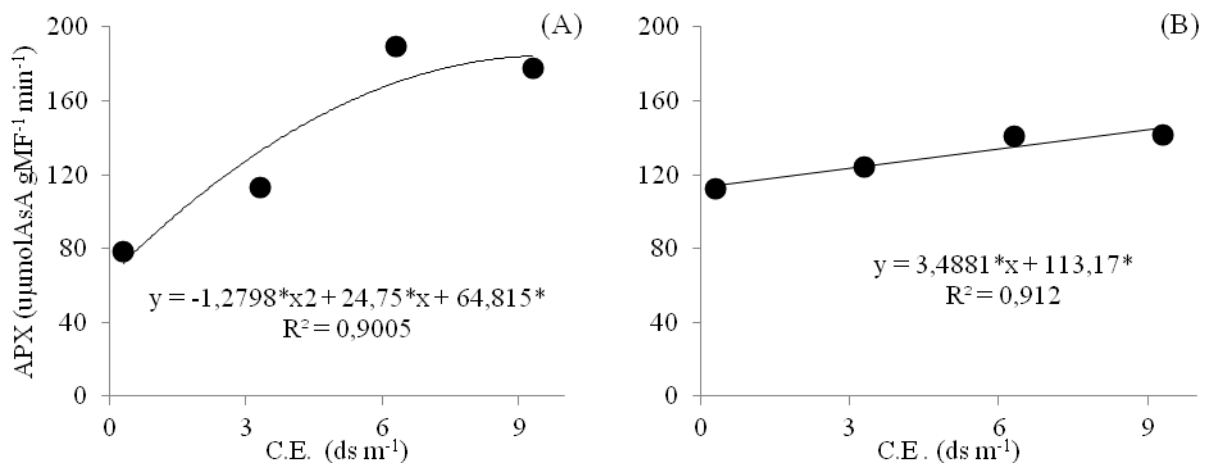 APX (uµmolAsA gMF⁻¹ min⁻¹)
200
160
120
80
40
0
(A)
y = -1,2798*x2 + 24,75*x + 64,815*
R² = 0,9005
0 3 6 9
C.E. (ds m⁻¹)
200
160
120
80
40
0
(B)
y = 3,4881*x + 113,17*
R² = 0,912
0 3 6 9
C.E. (ds m⁻¹)